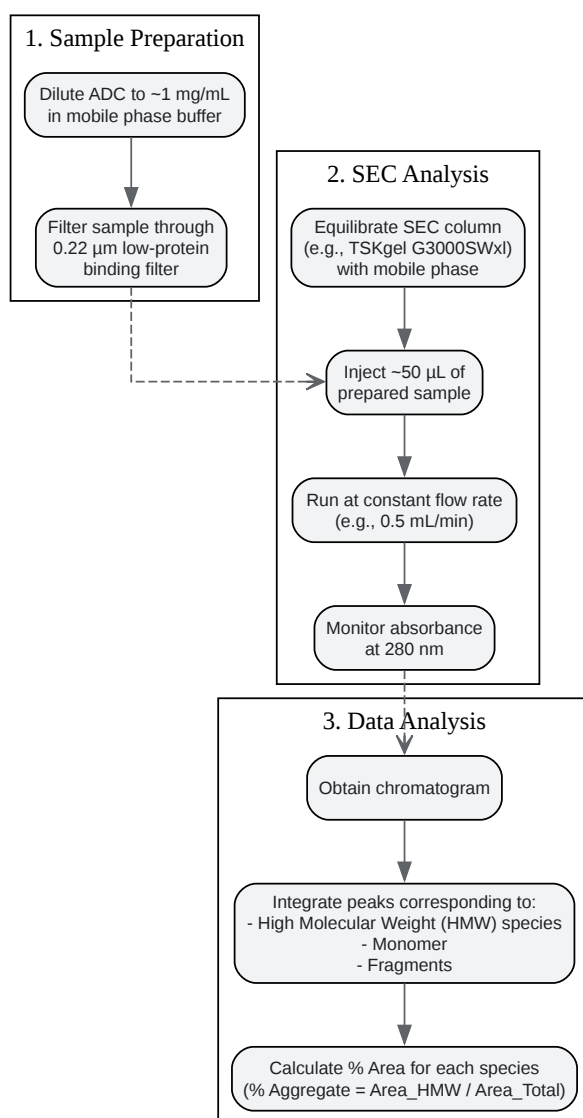 1. Sample Preparation
Dilute ADC to ~1 mg/mL
in mobile phase buffer
Filter sample through
0.22 µm low-protein
binding filter
2. SEC Analysis
Equilibrate SEC column
(e.g., TSKgel G3000SWxl)
with mobile phase
Inject ~50 µL of
prepared sample
Run at constant flow rate
(e.g., 0.5 mL/min)
Monitor absorbance
at 280 nm
3. Data Analysis
Obtain chromatogram
Integrate peaks corresponding to:
- High Molecular Weight (HMW) species
- Monomer
- Fragments
Calculate % Area for each species
(% Aggregate = Area_HMW / Area_Total)